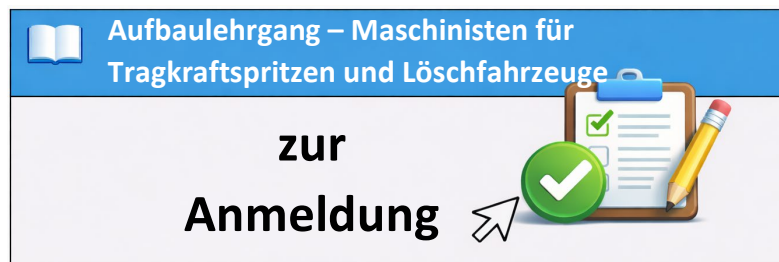 Aufbaulehrgang – Maschinisten für
Tragkraftspritzen und Löschfahrzeuge
zur
Anmeldung